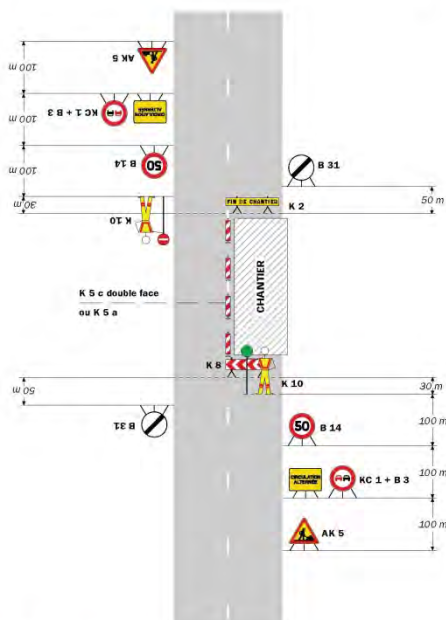 AK 5
100 m
KC 1 + B 3
CIRCULATION
ALTERNÉE
100 m
50
B 14
100 m
B 31
K 10
30 m
FIN DE CHANTIER
K 2
50 m
CHANTIER
K 5 c double face
ou K 5 a
K 8
K 10
50 m
30 m
B 31
50
B 14
100 m
CIRCULATION
ALTERNÉE
KC 1 + B 3
100 m
AK 5
100 m